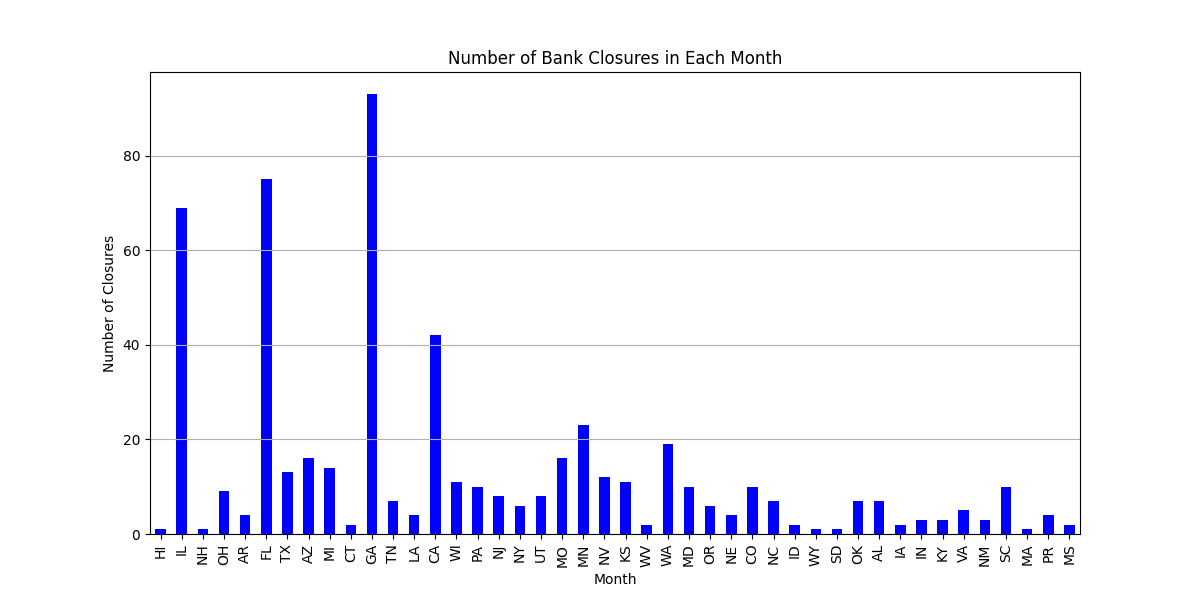 Number of Bank Closures in Each Month
Number of Closures
80
60
40
20
0
HI IL NH OH AR FL TX AZ MI CT GA TN LA CA WI PA NJ NY UT MO MN NV KS WV WA MD OR NE CO NC ID WY SD OK AL IA IN KY VA NM SC MA PR MS
Month